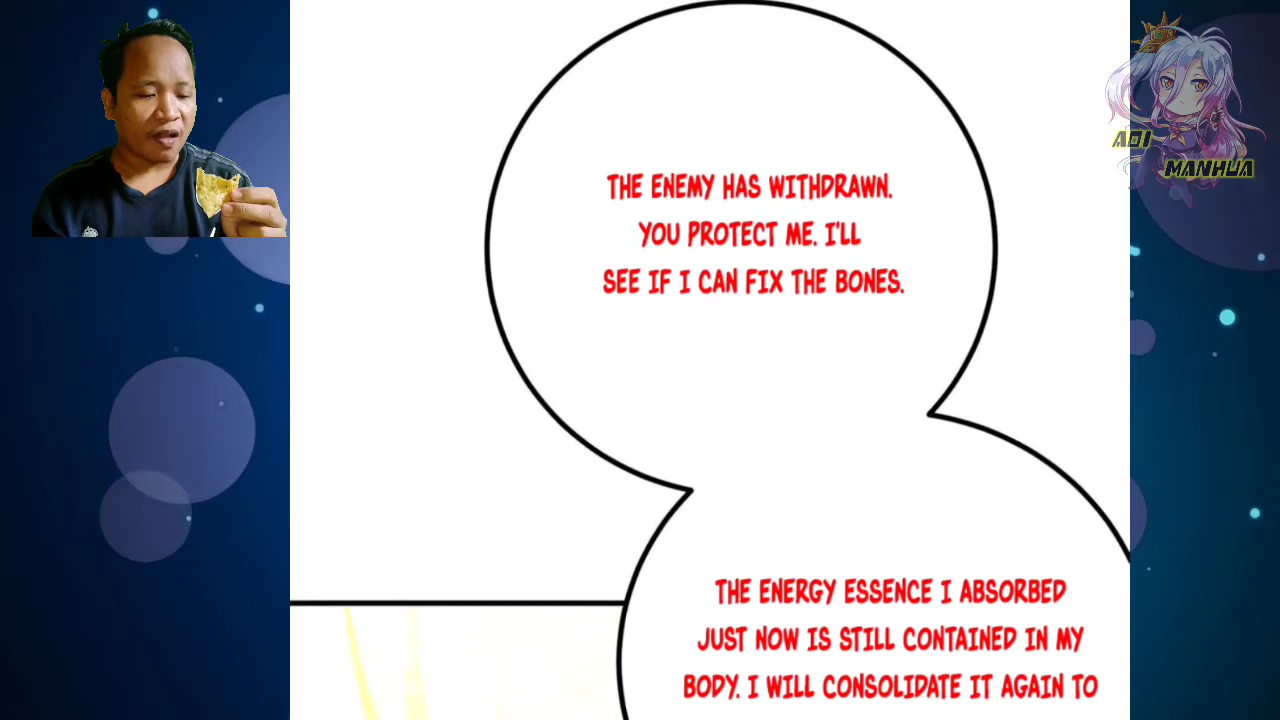 THE ENEMY HAS WITHDRAWN.
YOU PROTECT ME. I'LL
SEE IF I CAN FIX THE BONES.
THE ENERGY ESSENCE I ABSORBED
JUST NOW IS STILL CONTAINED IN MY
BODY. I WILL CONSOLIDATE IT AGAIN TO
AOI
MANHUA